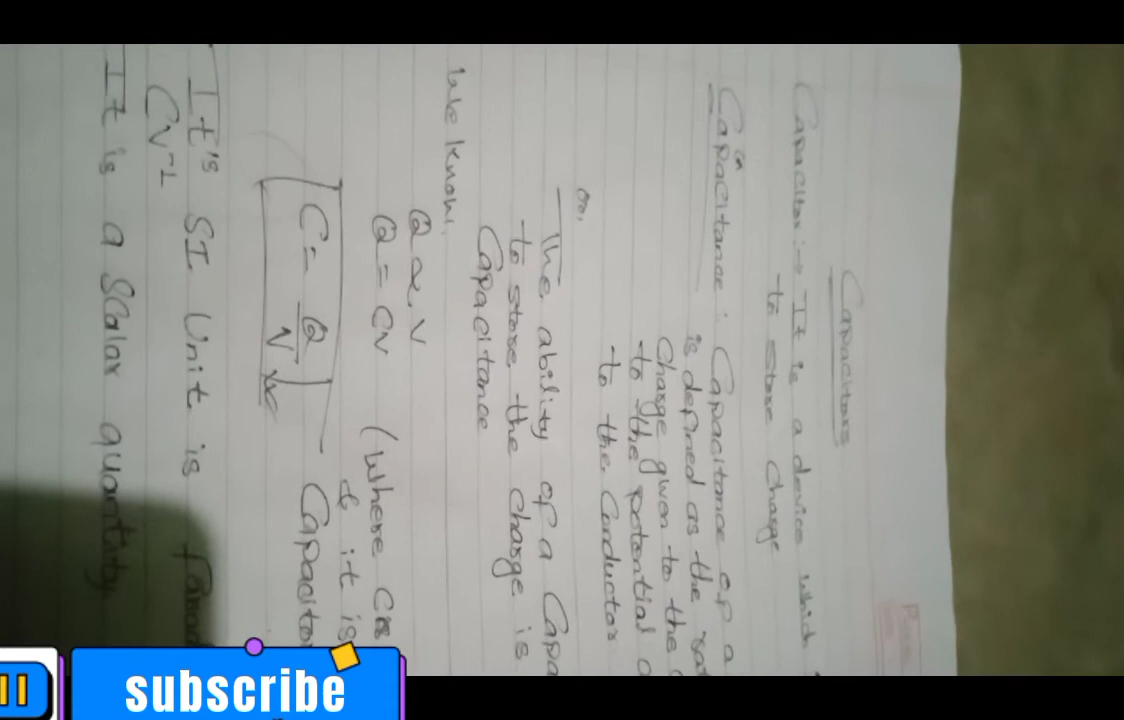 Capacitors
Capacitor :→ It is a device which
to store charge
Capacitance : Capacitance of a
is defined as the
charge given to the
to the potential
to the conductor
or,
The ability of a Capa
to store the charge is
Capacitance
We know,
Q ∝ V
Q = CV (where C is
& it is
C = Q/V Capacitor
It's SI Unit is farad
CV-1
It is a Scalar quantity
subscribe